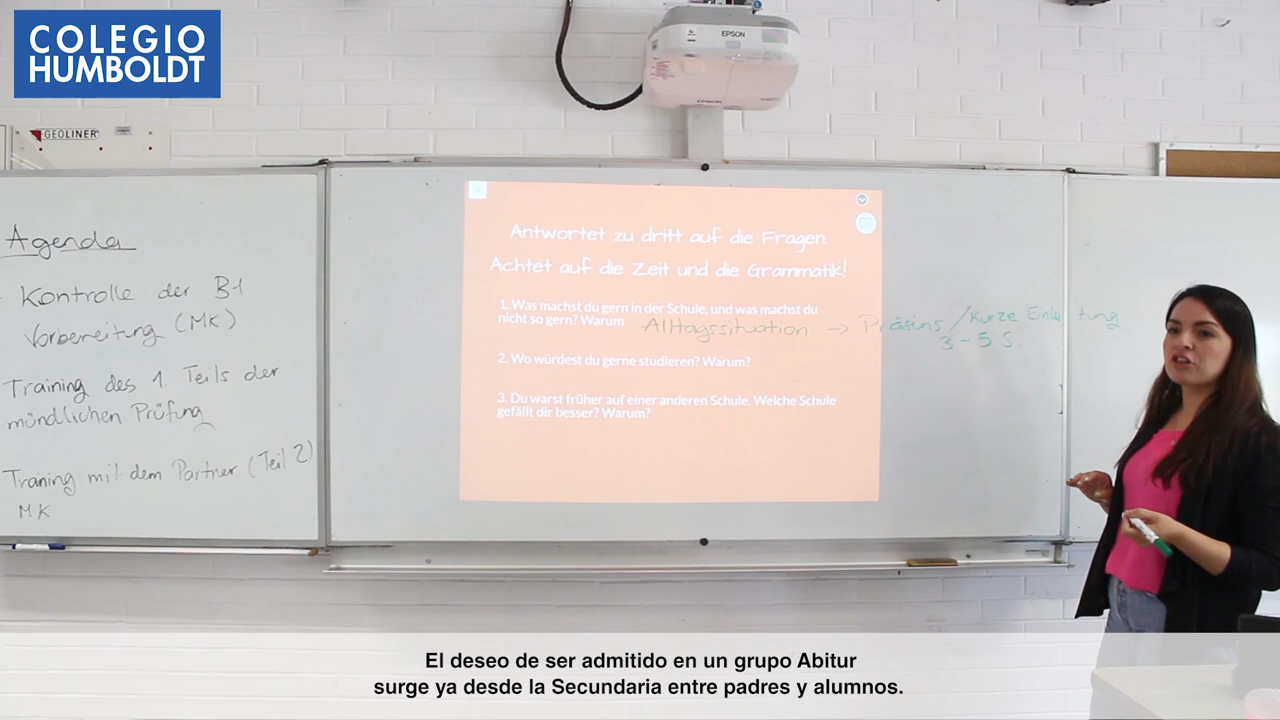 COLEGIO
HUMBOLDT
EPSON
GEOLINER
Agenda
- Kontrolle der B1
Vorbereitung (MK)
Training des 1. Teils der
mündlichen Prüfung
Training mit dem Partner (Teil 2)
MK
Antwortet zu dritt auf die Fragen.
Achtet auf die Zeit und die Grammatik!
1. Was machst du gern in der Schule, und was machst du
nicht so gern? Warum
Alltagssituation → Präsens / Kurze Einleitung
3-5 S.
2. Wo würdest du gerne studieren? Warum?
3. Du warst früher auf einer anderen Schule. Welche Schule
gefällt dir besser? Warum?
El deseo de ser admitido en un grupo Abitur
surge ya desde la Secundaria entre padres y alumnos.